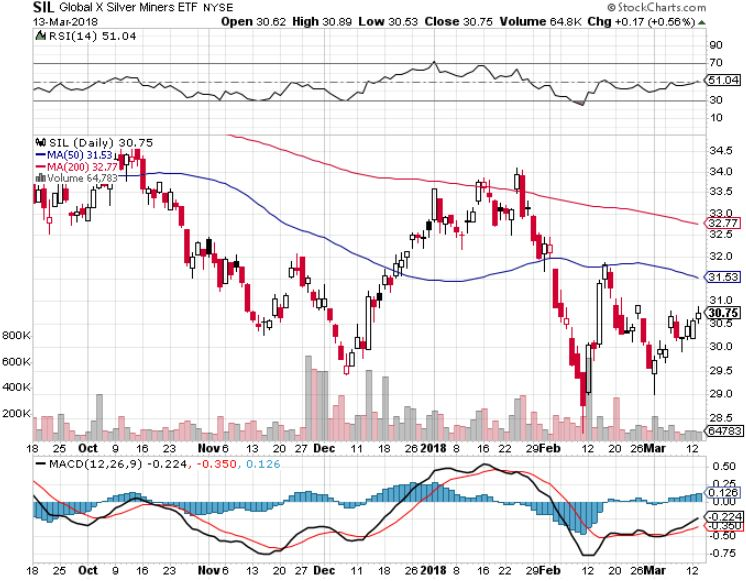 SIL Global X Silver Miners ETF NYSE © StockCharts.com
13-Mar-2018 Open 30.62 High 30.89 Low 30.53 Close 30.75 Volume 64.8K Chg +0.17 (+0.56%)
RSI(14) 51.04
90
70
51.04
30
10
SIL (Daily) 30.75
MA(50) 31.53
MA(200) 32.77
Volume 64,783
34.5
34.0
33.5
33.0
32.77
32.5
32.0
31.53
31.0
30.75
30.5
30.0
29.5
29.0
28.5
800K
600K
400K
200K
64783
18 25 Oct 9 16 23 Nov 6 13 20 27 Dec 11 18 26 2018 8 16 22 29 Feb 12 20 26 Mar 12
MACD(12,26,9) -0.224, -0.350, 0.126
0.50
0.25
0.126
0.00
-0.224
-0.350
-0.50
-0.75
18 25 Oct 9 16 23 Nov 6 13 20 27 Dec 11 18 26 2018 8 16 22 29 Feb 12 20 26 Mar 12